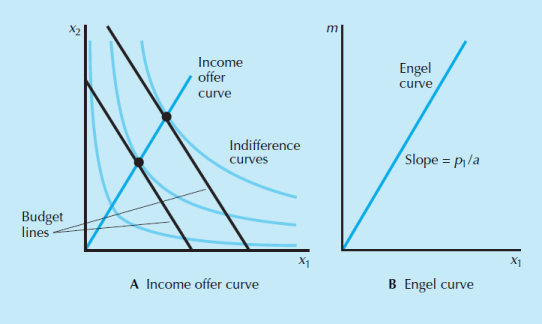 x₂
Income
offer
curve
Indifference
curves
Budget
lines
x₁
A Income offer curve
m
Engel
curve
Slope = p₁/a
x₁
B Engel curve